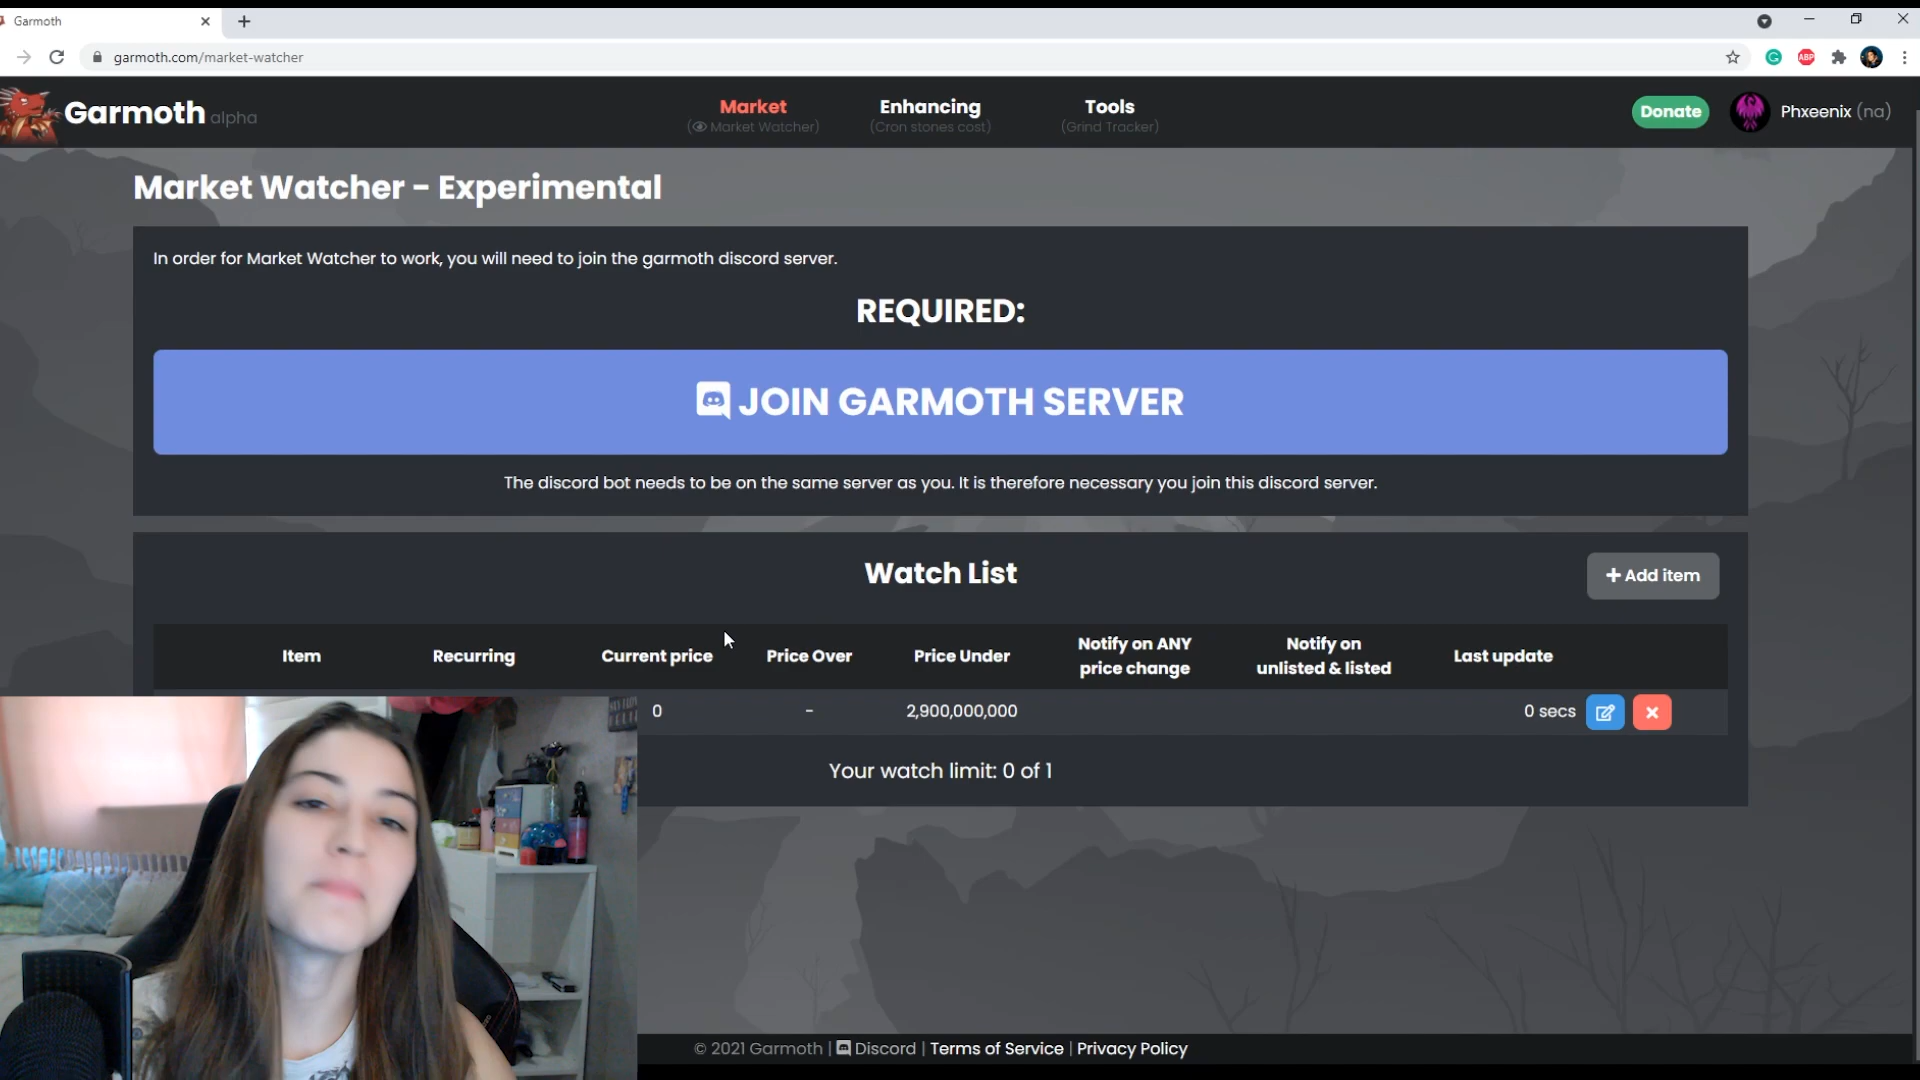 Garmoth
garmoth.com/market-watcher
ABP
Garmoth alpha
Market
(Market Watcher)
Enhancing
(Cron stones cost)
Tools
(Grind Tracker)
Donate
Phxeenix (na)
Market Watcher - Experimental
In order for Market Watcher to work, you will need to join the garmoth discord server.
REQUIRED:
JOIN GARMOTH SERVER
The discord bot needs to be on the same server as you. It is therefore necessary you join this discord server.
Watch List
+ Add item
Item
Recurring
Current price
Price Over
Price Under
Notify on ANY
price change
Notify on
unlisted & listed
Last update
0
-
2,900,000,000
0 secs
Your watch limit: 0 of 1
© 2021 Garmoth | Discord | Terms of Service | Privacy Policy